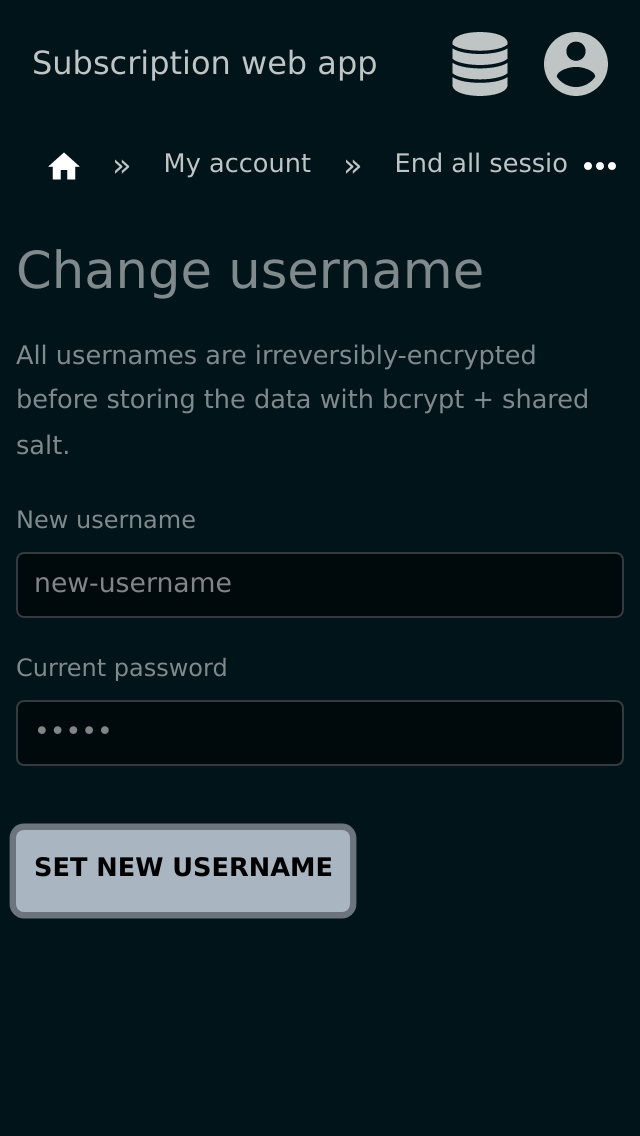 Subscription web app
» My account » End all sessio •••
Change username
All usernames are irreversibly-encrypted
before storing the data with bcrypt + shared
salt.
New username
new-username
Current password
•••••
SET NEW USERNAME